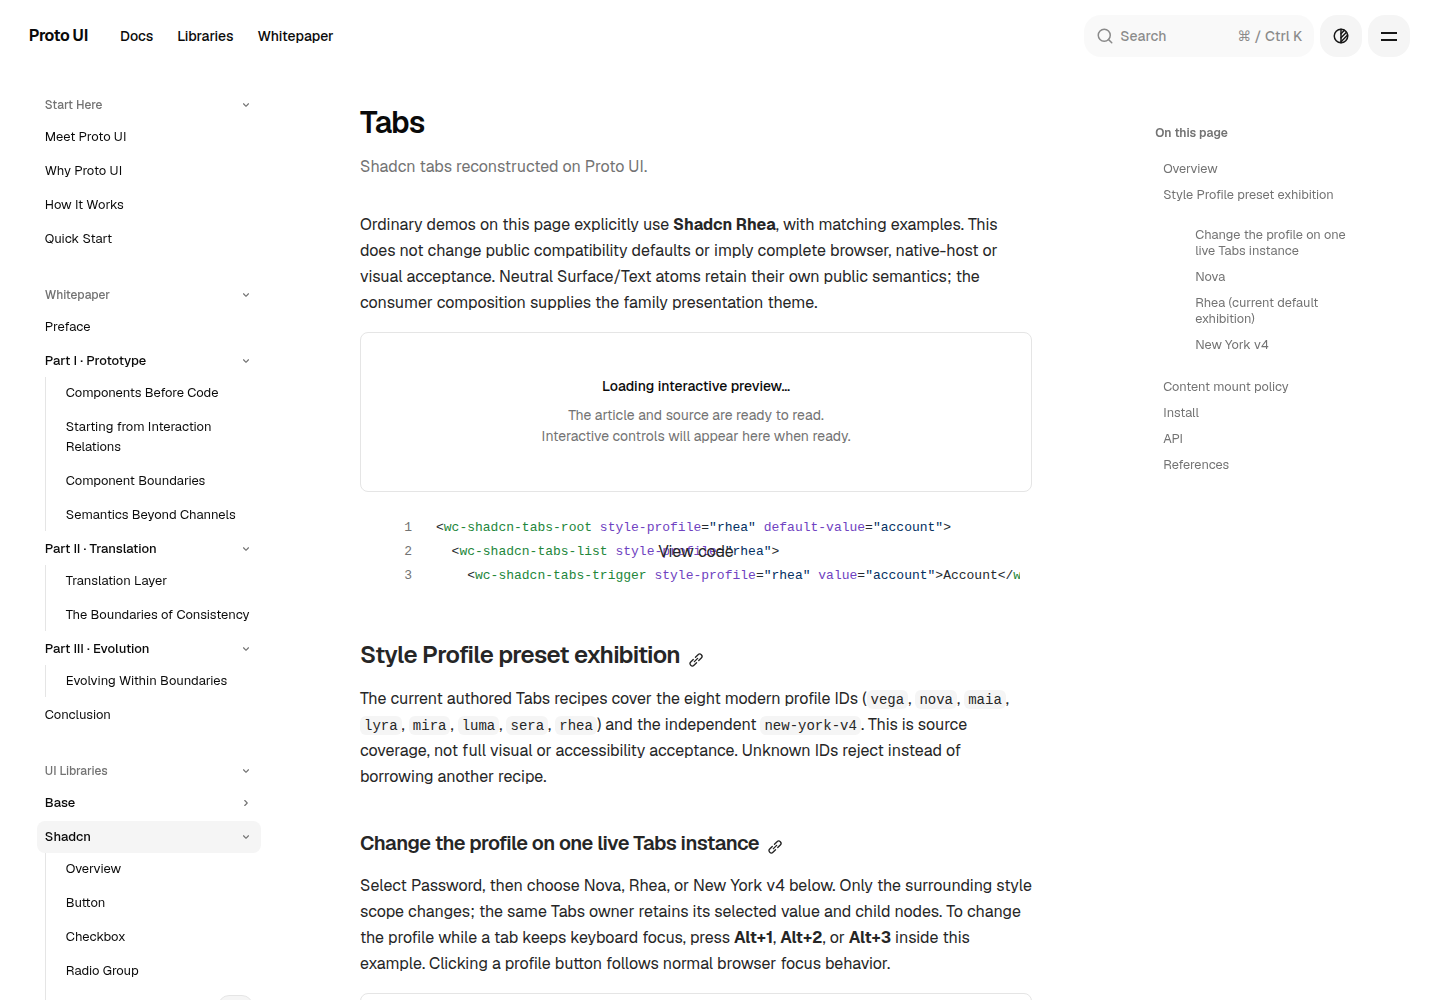 Proto UI
Docs
Libraries
Whitepaper
Search
⌘ / Ctrl K
Start Here
Meet Proto UI
Why Proto UI
How It Works
Quick Start
Whitepaper
Preface
Part I · Prototype
Components Before Code
Starting from Interaction
Relations
Component Boundaries
Semantics Beyond Channels
Part II · Translation
Translation Layer
The Boundaries of Consistency
Part III · Evolution
Evolving Within Boundaries
Conclusion
UI Libraries
Base
Shadcn
Overview
Button
Checkbox
Radio Group
Tabs
Shadcn tabs reconstructed on Proto UI.
Ordinary demos on this page explicitly use Shadcn Rhea, with matching examples. This
does not change public compatibility defaults or imply complete browser, native-host or
visual acceptance. Neutral Surface/Text atoms retain their own public semantics; the
consumer composition supplies the family presentation theme.
Loading interactive preview…
The article and source are ready to read.
Interactive controls will appear here when ready.
1 <wc-shadcn-tabs-root style-profile="rhea" default-value="account">
2 <wc-shadcn-tabs-list style-profile="rhea">
View code
3 <wc-shadcn-tabs-trigger style-profile="rhea" value="account">Account</w
Style Profile preset exhibition
The current authored Tabs recipes cover the eight modern profile IDs ( vega , nova , maia ,
lyra , mira , luma , sera , rhea ) and the independent new-york-v4 . This is source
coverage, not full visual or accessibility acceptance. Unknown IDs reject instead of
borrowing another recipe.
Change the profile on one live Tabs instance
Select Password, then choose Nova, Rhea, or New York v4 below. Only the surrounding style
scope changes; the same Tabs owner retains its selected value and child nodes. To change
the profile while a tab keeps keyboard focus, press Alt+1, Alt+2, or Alt+3 inside this
example. Clicking a profile button follows normal browser focus behavior.
On this page
Overview
Style Profile preset exhibition
Change the profile on one
live Tabs instance
Nova
Rhea (current default
exhibition)
New York v4
Content mount policy
Install
API
References